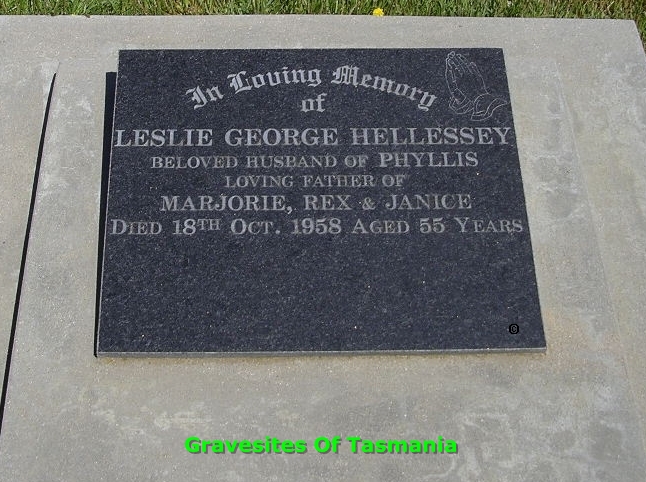 In Loving Memory
of
LESLIE GEORGE HELLESSEY
BELOVED HUSBAND OF PHYLLIS
LOVING FATHER OF
MARJORIE, REX & JANICE
DIED 18TH OCT. 1958 AGED 55 YEARS
©
Gravesites Of Tasmania